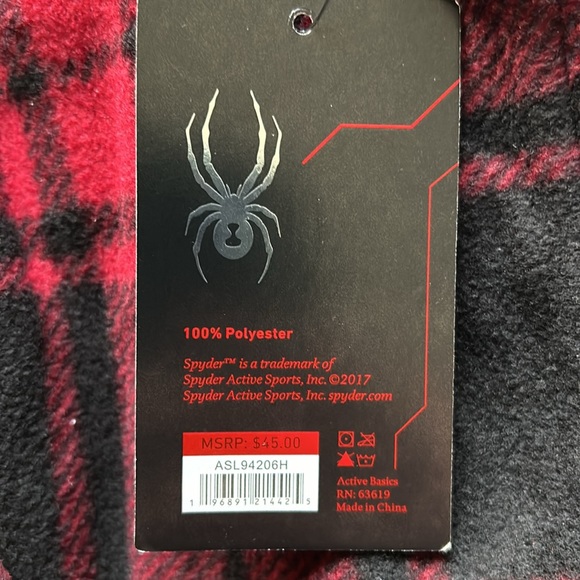 100% Polyester
Spyder™ is a trademark of
Spyder Active Sports, Inc. ©2017
Spyder Active Sports, Inc. spyder.com
MSRP: $45.00
ASL94206H
1 96891 21442 5
Active Basics
RN: 63619
Made in China